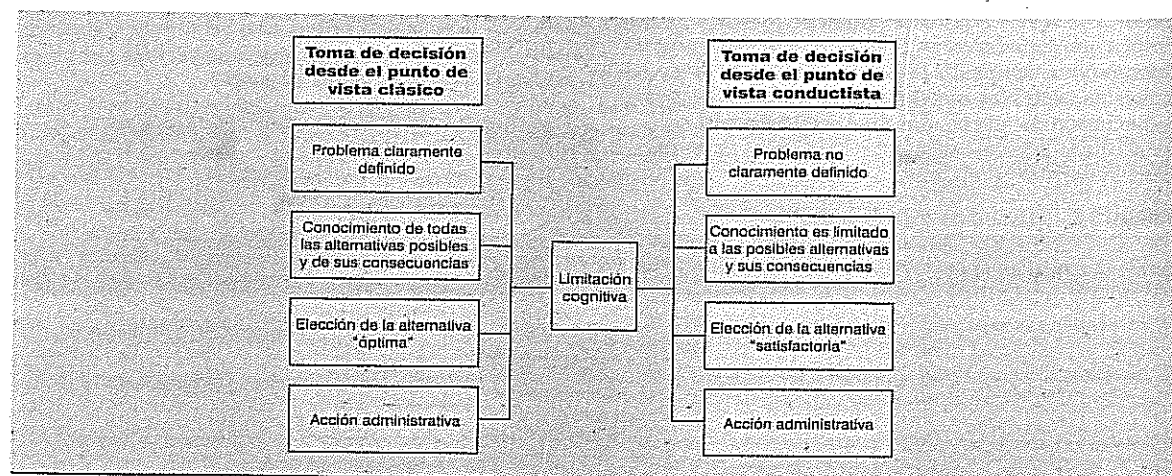 Toma de decisión
desde el punto de
vista clásico
Problema claramente
definido
Conocimiento de todas
las alternativas posibles
y de sus consecuencias
Elección de la alternativa
"óptima"
Acción administrativa
Limitación
cognitiva
Toma de decisión
desde el punto de
vista conductista
Problema no
claramente definido
Conocimiento es limitado
a las posibles alternativas
y sus consecuencias
Elección de la alternativa
"satisfactoria"
Acción administrativa